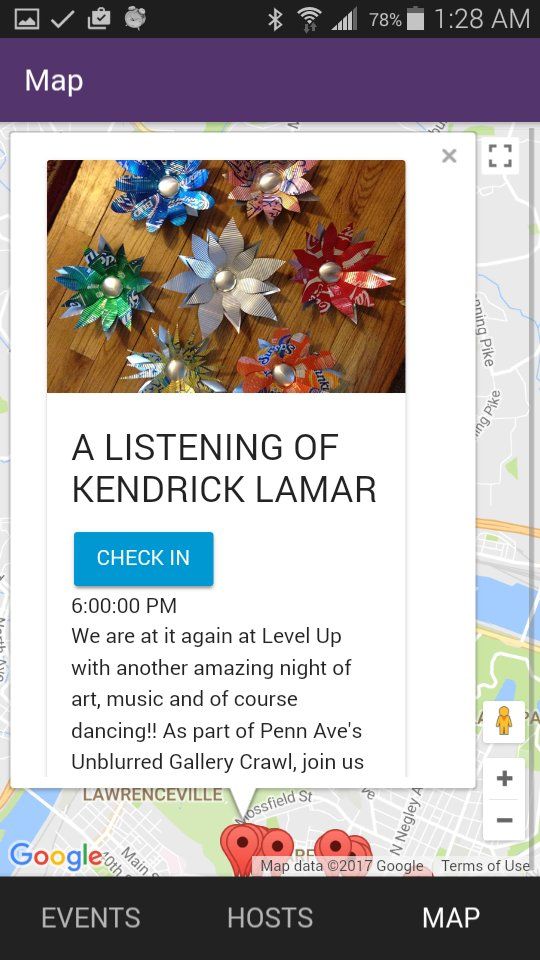 78% 1:28 AM
Map
A LISTENING OF
KENDRICK LAMAR
CHECK IN
6:00:00 PM
We are at it again at Level Up
with another amazing night of
art, music and of course
dancing!! As part of Penn Ave's
Unblurred Gallery Crawl, join us
LAWRENCEVILLE
Mossfield St
N Negley A
Main S
40th
Google
Map data ©2017 Google Terms of Use
EVENTS HOSTS MAP